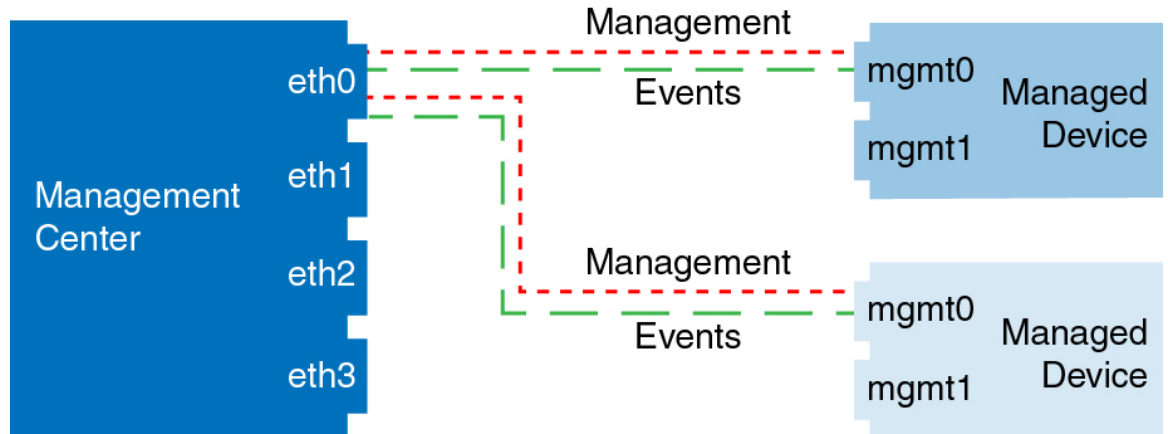 Management
eth0
mgmt0
Managed
Device
Events
mgmt1
eth1
Management
Center
eth2
Management
mgmt0
Managed
Device
Events
eth3
mgmt1